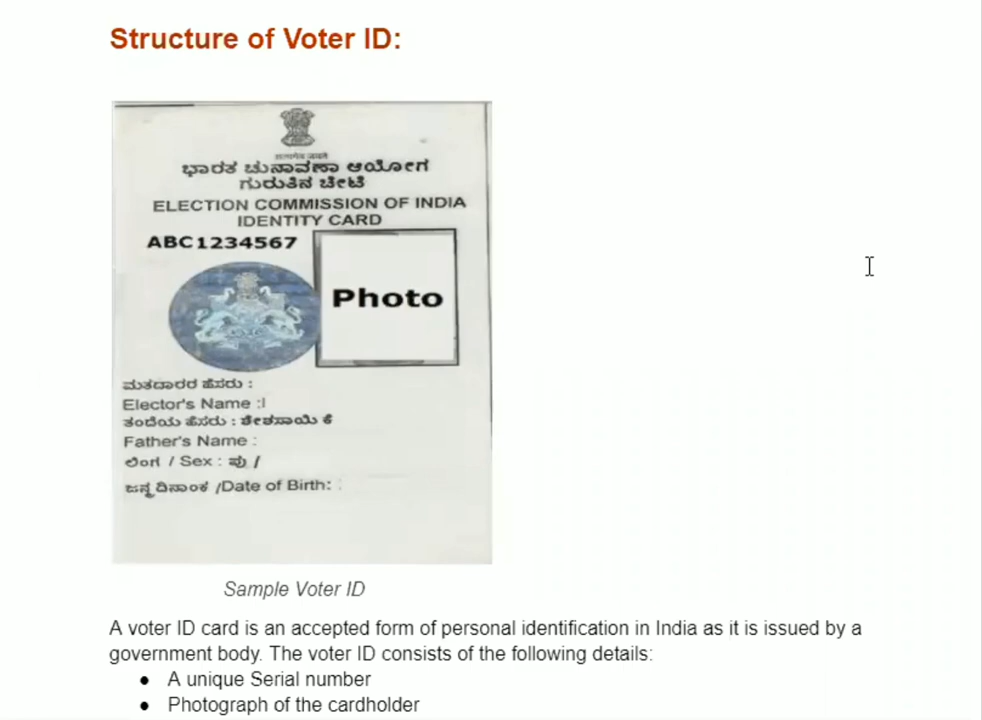 Structure of Voter ID:
ಭಾರತ ಚುನಾವಣಾ ಆಯೋಗ
ಗುರುತಿನ ಚೀಟಿ
ELECTION COMMISSION OF INDIA
IDENTITY CARD
ABC1234567
Photo
ಮತದಾರರ ಹೆಸರು :
Elector's Name :
ತಂದೆಯ ಹೆಸರು :
Father's Name :
ಲಿಂಗ / Sex : ಪು /
ಜನ್ಮ ದಿನಾಂಕ /Date of Birth: :
Sample Voter ID
A voter ID card is an accepted form of personal identification in India as it is issued by a
government body. The voter ID consists of the following details:
● A unique Serial number
● Photograph of the cardholder